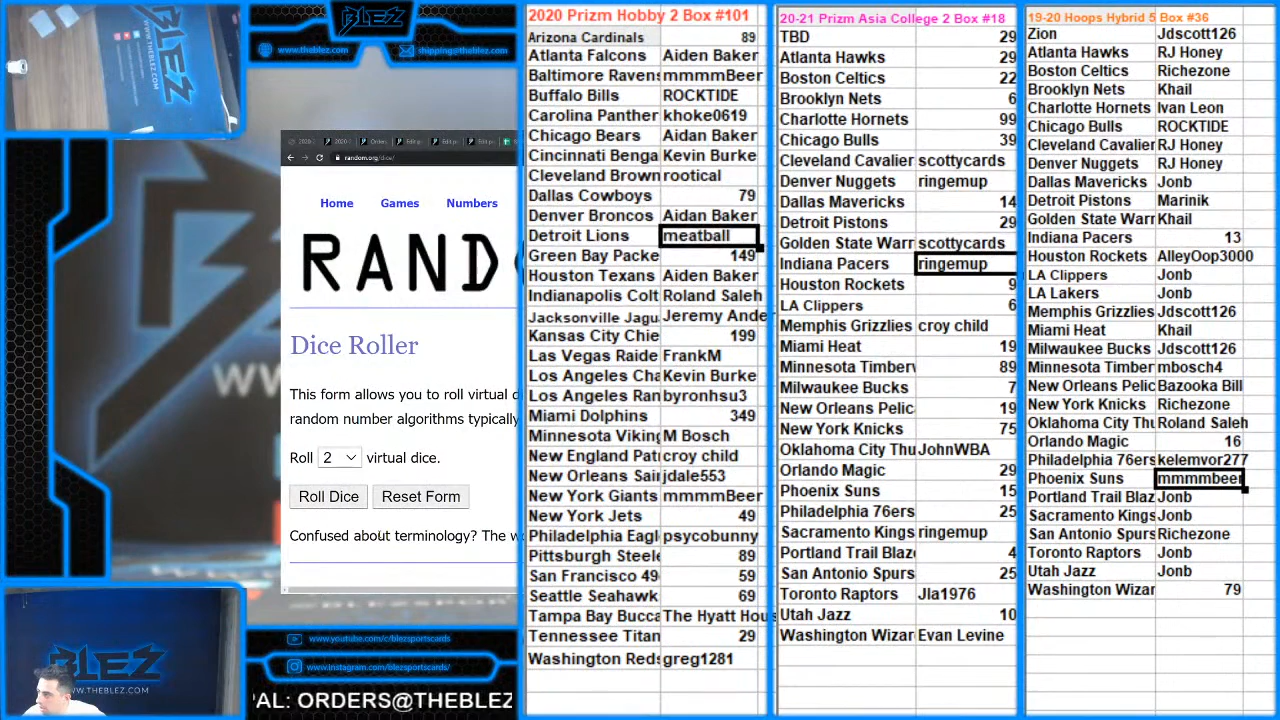 WWW.THEBLEZ.COM
BLEZ
BLEZ
www.theblez.com
shipping@theblez.com
random.org/dice/
Home Games Numbers
RAND
Dice Roller
This form allows you to roll virtual d
random number algorithms typically
Roll 2 virtual dice.
Roll Dice Reset Form
Confused about terminology? The w
www.youtube.com/c/blezsportscards
www.instagram.com/blezsportscards/
PAL: ORDERS@THEBLEZ
BLEZ
WWW.THEBLEZ.COM
2020 Prizm Hobby 2 Box #101
Arizona Cardinals 89
Atlanta Falcons Aiden Baker
Baltimore Ravens mmmmBeer
Buffalo Bills ROCKTIDE
Carolina Panther khoke0619
Chicago Bears Aidan Baker
Cincinnati Benga Kevin Burke
Cleveland Brown rootical
Dallas Cowboys 79
Denver Broncos Aidan Baker
Detroit Lions meatball
Green Bay Packe 149
Houston Texans Aiden Baker
Indianapolis Colt Roland Saleh
Jacksonville Jagu Jeremy Ande
Kansas City Chie 199
Las Vegas Raide FrankM
Los Angeles Cha Kevin Burke
Los Angeles Ran byronhsu3
Miami Dolphins 349
Minnesota Viking M Bosch
New England Pat croy child
New Orleans Sai jdale553
New York Giants mmmmBeer
New York Jets 49
Philadelphia Eagl psycobunny
Pittsburgh Steele 89
San Francisco 49 59
Seattle Seahawk 69
Tampa Bay Bucca The Hyatt Hou
Tennessee Titan 29
Washington Reds greg1281
20-21 Prizm Asia College 2 Box #18
TBD 29
Atlanta Hawks 29
Boston Celtics 22
Brooklyn Nets 6
Charlotte Hornets 99
Chicago Bulls 39
Cleveland Cavalier scottycards
Denver Nuggets ringemup
Dallas Mavericks 14
Detroit Pistons 29
Golden State Warr scottycards
Indiana Pacers ringemup
Houston Rockets 9
LA Clippers 6
Memphis Grizzlies croy child
Miami Heat 19
Minnesota Timberv 89
Milwaukee Bucks 7
New Orleans Pelic 19
New York Knicks 75
Oklahoma City Thu JohnWBA
Orlando Magic 29
Phoenix Suns 15
Philadelphia 76ers 25
Sacramento Kings ringemup
Portland Trail Blaz 4
San Antonio Spurs 25
Toronto Raptors Jla1976
Utah Jazz 10
Washington Wizar Evan Levine
19-20 Hoops Hybrid 5 Box #36
Zion Jdscott126
Atlanta Hawks RJ Honey
Boston Celtics Richezone
Brooklyn Nets Khail
Charlotte Hornets Ivan Leon
Chicago Bulls ROCKTIDE
Cleveland Cavalier RJ Honey
Denver Nuggets RJ Honey
Dallas Mavericks Jonb
Detroit Pistons Marinik
Golden State Warr Khail
Indiana Pacers 13
Houston Rockets AlleyOop3000
LA Clippers Jonb
LA Lakers Jonb
Memphis Grizzlies Jdscott126
Miami Heat Khail
Milwaukee Bucks Jdscott126
Minnesota Timber mbosch4
New Orleans Pelic Bazooka Bill
New York Knicks Richezone
Oklahoma City Thu Roland Saleh
Orlando Magic 16
Philadelphia 76ers kelemvor277
Phoenix Suns mmmmbeer
Portland Trail Blaz Jonb
Sacramento Kings Jonb
San Antonio Spurs Richezone
Toronto Raptors Jonb
Utah Jazz Jonb
Washington Wizar 79